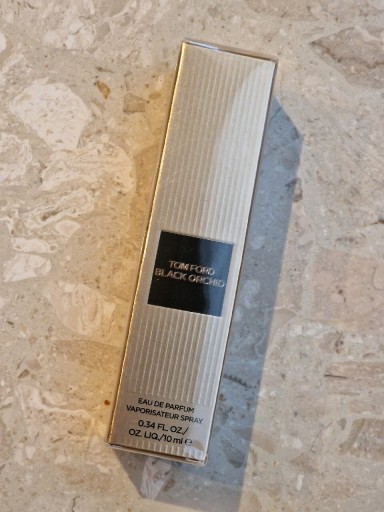 TOM FORD
BLACK ORCHID
EAU DE PARFUM
VAPORISATEUR SPRAY
0.34 FL. OZ./
OZ. LIQ./10 ml ℮